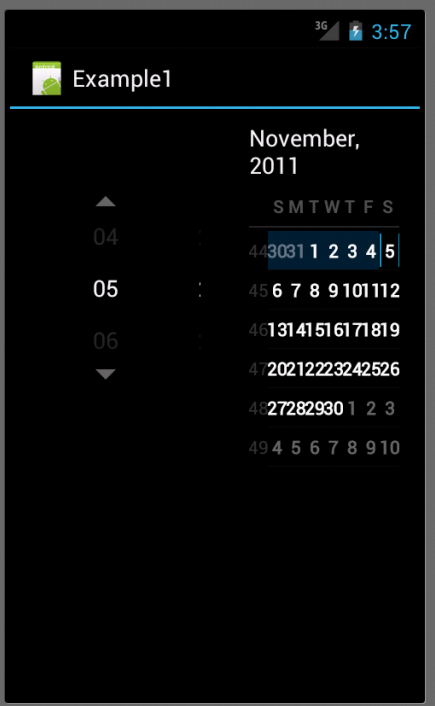 3G 3:57
Example1
November,
2011
S M T W T F S
04
44 30 31 1 2 3 4 5
05
45 6 7 8 9 10 11 12
06
46 13 14 15 16 17 18 19
47 20 21 22 23 24 25 26
48 27 28 29 30 1 2 3
49 4 5 6 7 8 9 10